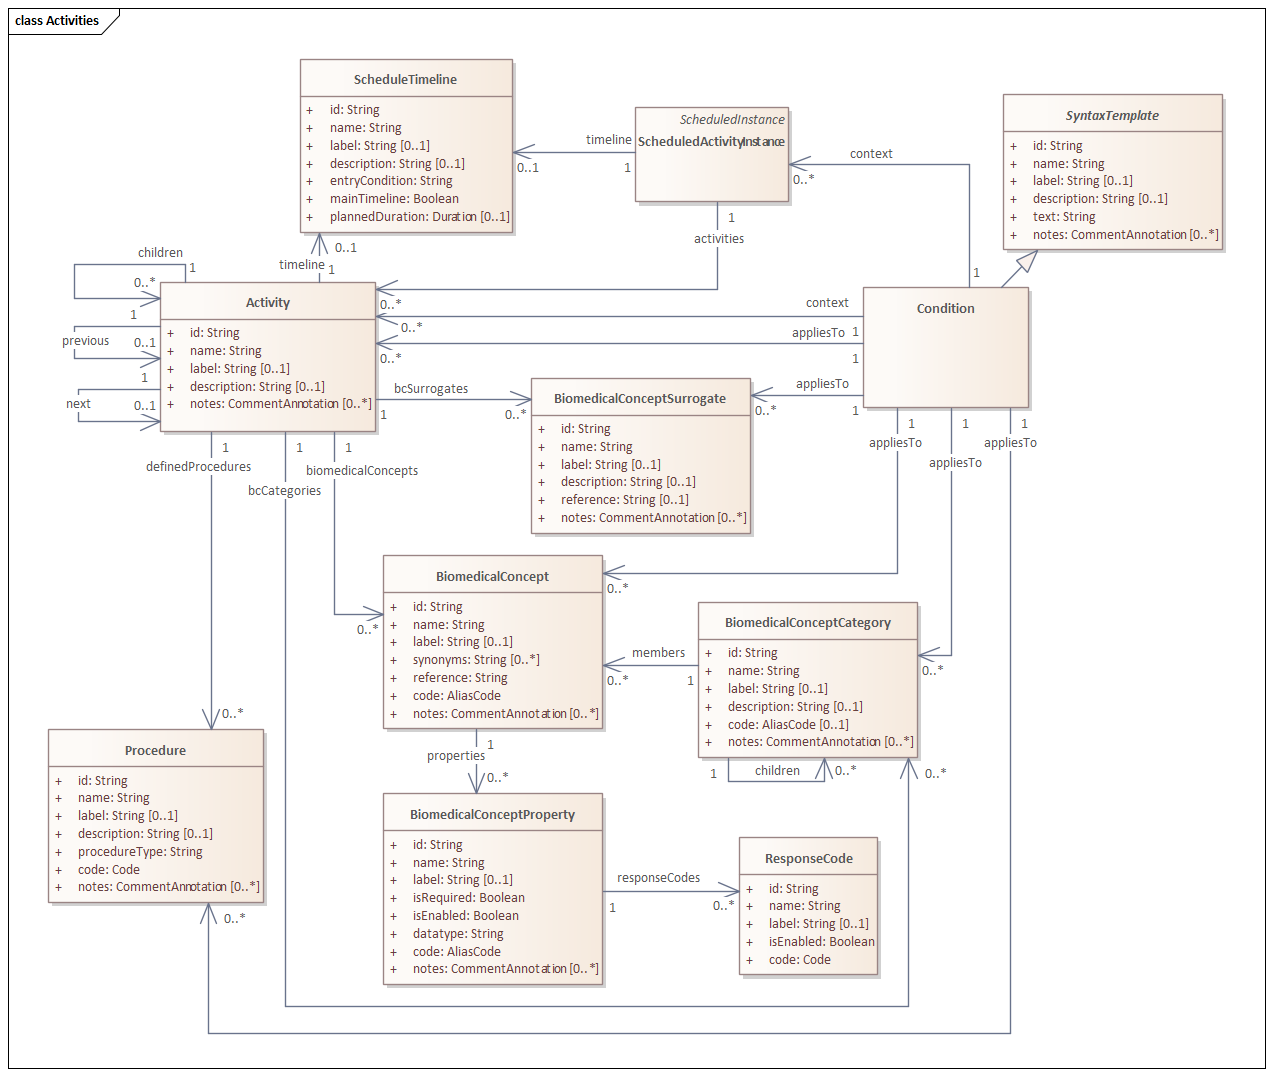 class Activities
ScheduleTimeline
+ id: String
+ name: String
+ label: String [0..1]
+ description: String [0..1]
+ entryCondition: String
+ mainTimeline: Boolean
+ plannedDuration: Duration [0..1]
ScheduledInstance
ScheduledActivityInstance
timeline
0..1
1
1
activities
0..*
context
0..*
1
SyntaxTemplate
+ id: String
+ name: String
+ label: String [0..1]
+ description: String [0..1]
+ text: String
+ notes: CommentAnnotation [0..*]
children
1
0..*
timeline
0..1
1
Activity
+ id: String
+ name: String
+ label: String [0..1]
+ description: String [0..1]
+ notes: CommentAnnotation [0..*]
1
previous
0..1
1
next
0..1
Condition
context
0..*
1
appliesTo
0..*
1
bcSurrogates
1
0..*
appliesTo
0..*
1
BiomedicalConceptSurrogate
+ id: String
+ name: String
+ label: String [0..1]
+ description: String [0..1]
+ reference: String [0..1]
+ notes: CommentAnnotation [0..*]
1
definedProcedures
0..*
1
bcCategories
0..*
1
biomedicalConcepts
0..*
1
appliesTo
0..*
1
appliesTo
0..*
1
appliesTo
0..*
BiomedicalConcept
+ id: String
+ name: String
+ label: String [0..1]
+ synonyms: String [0..*]
+ reference: String
+ code: AliasCode
+ notes: CommentAnnotation [0..*]
members
0..*
1
BiomedicalConceptCategory
+ id: String
+ name: String
+ label: String [0..1]
+ description: String [0..1]
+ code: AliasCode [0..1]
+ notes: CommentAnnotation [0..*]
1
children
0..*
1
properties
0..*
Procedure
+ id: String
+ name: String
+ label: String [0..1]
+ description: String [0..1]
+ procedureType: String
+ code: Code
+ notes: CommentAnnotation [0..*]
BiomedicalConceptProperty
+ id: String
+ name: String
+ label: String [0..1]
+ isRequired: Boolean
+ isEnabled: Boolean
+ datatype: String
+ code: AliasCode
+ notes: CommentAnnotation [0..*]
responseCodes
1
0..*
ResponseCode
+ id: String
+ name: String
+ label: String [0..1]
+ isEnabled: Boolean
+ code: Code